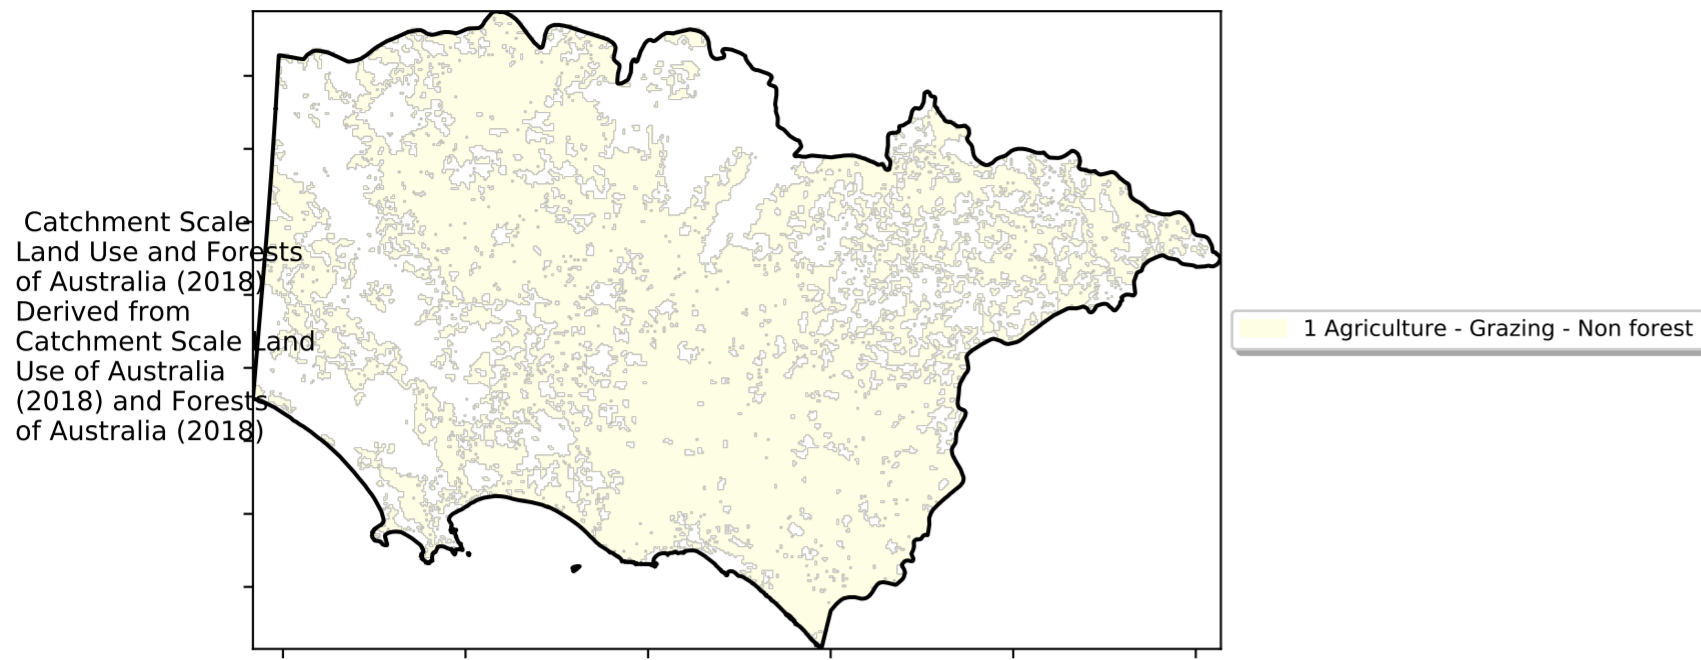 Catchment Scale
Land Use and Forests
of Australia (2018)
Derived from
Catchment Scale Land
Use of Australia
(2018) and Forests
of Australia (2018)
1 Agriculture - Grazing - Non forest